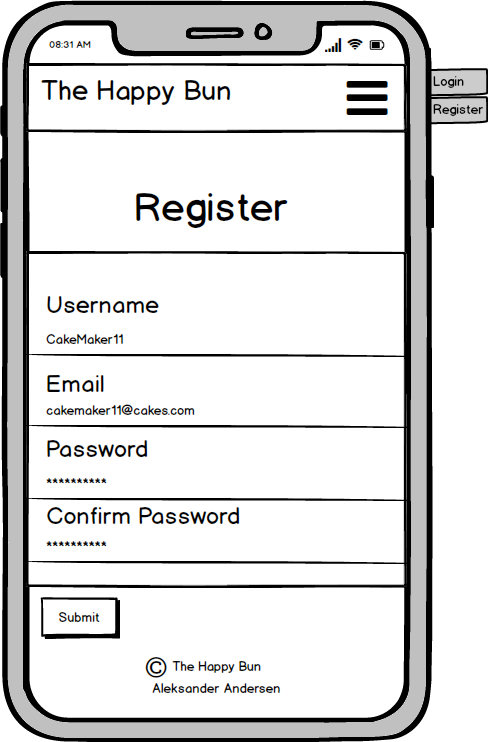 08:31 AM
The Happy Bun
Login
Register
Register
Username
CakeMaker11
Email
cakemaker11@cakes.com
Password
**********
Confirm Password
**********
Submit
© The Happy Bun
Aleksander Andersen